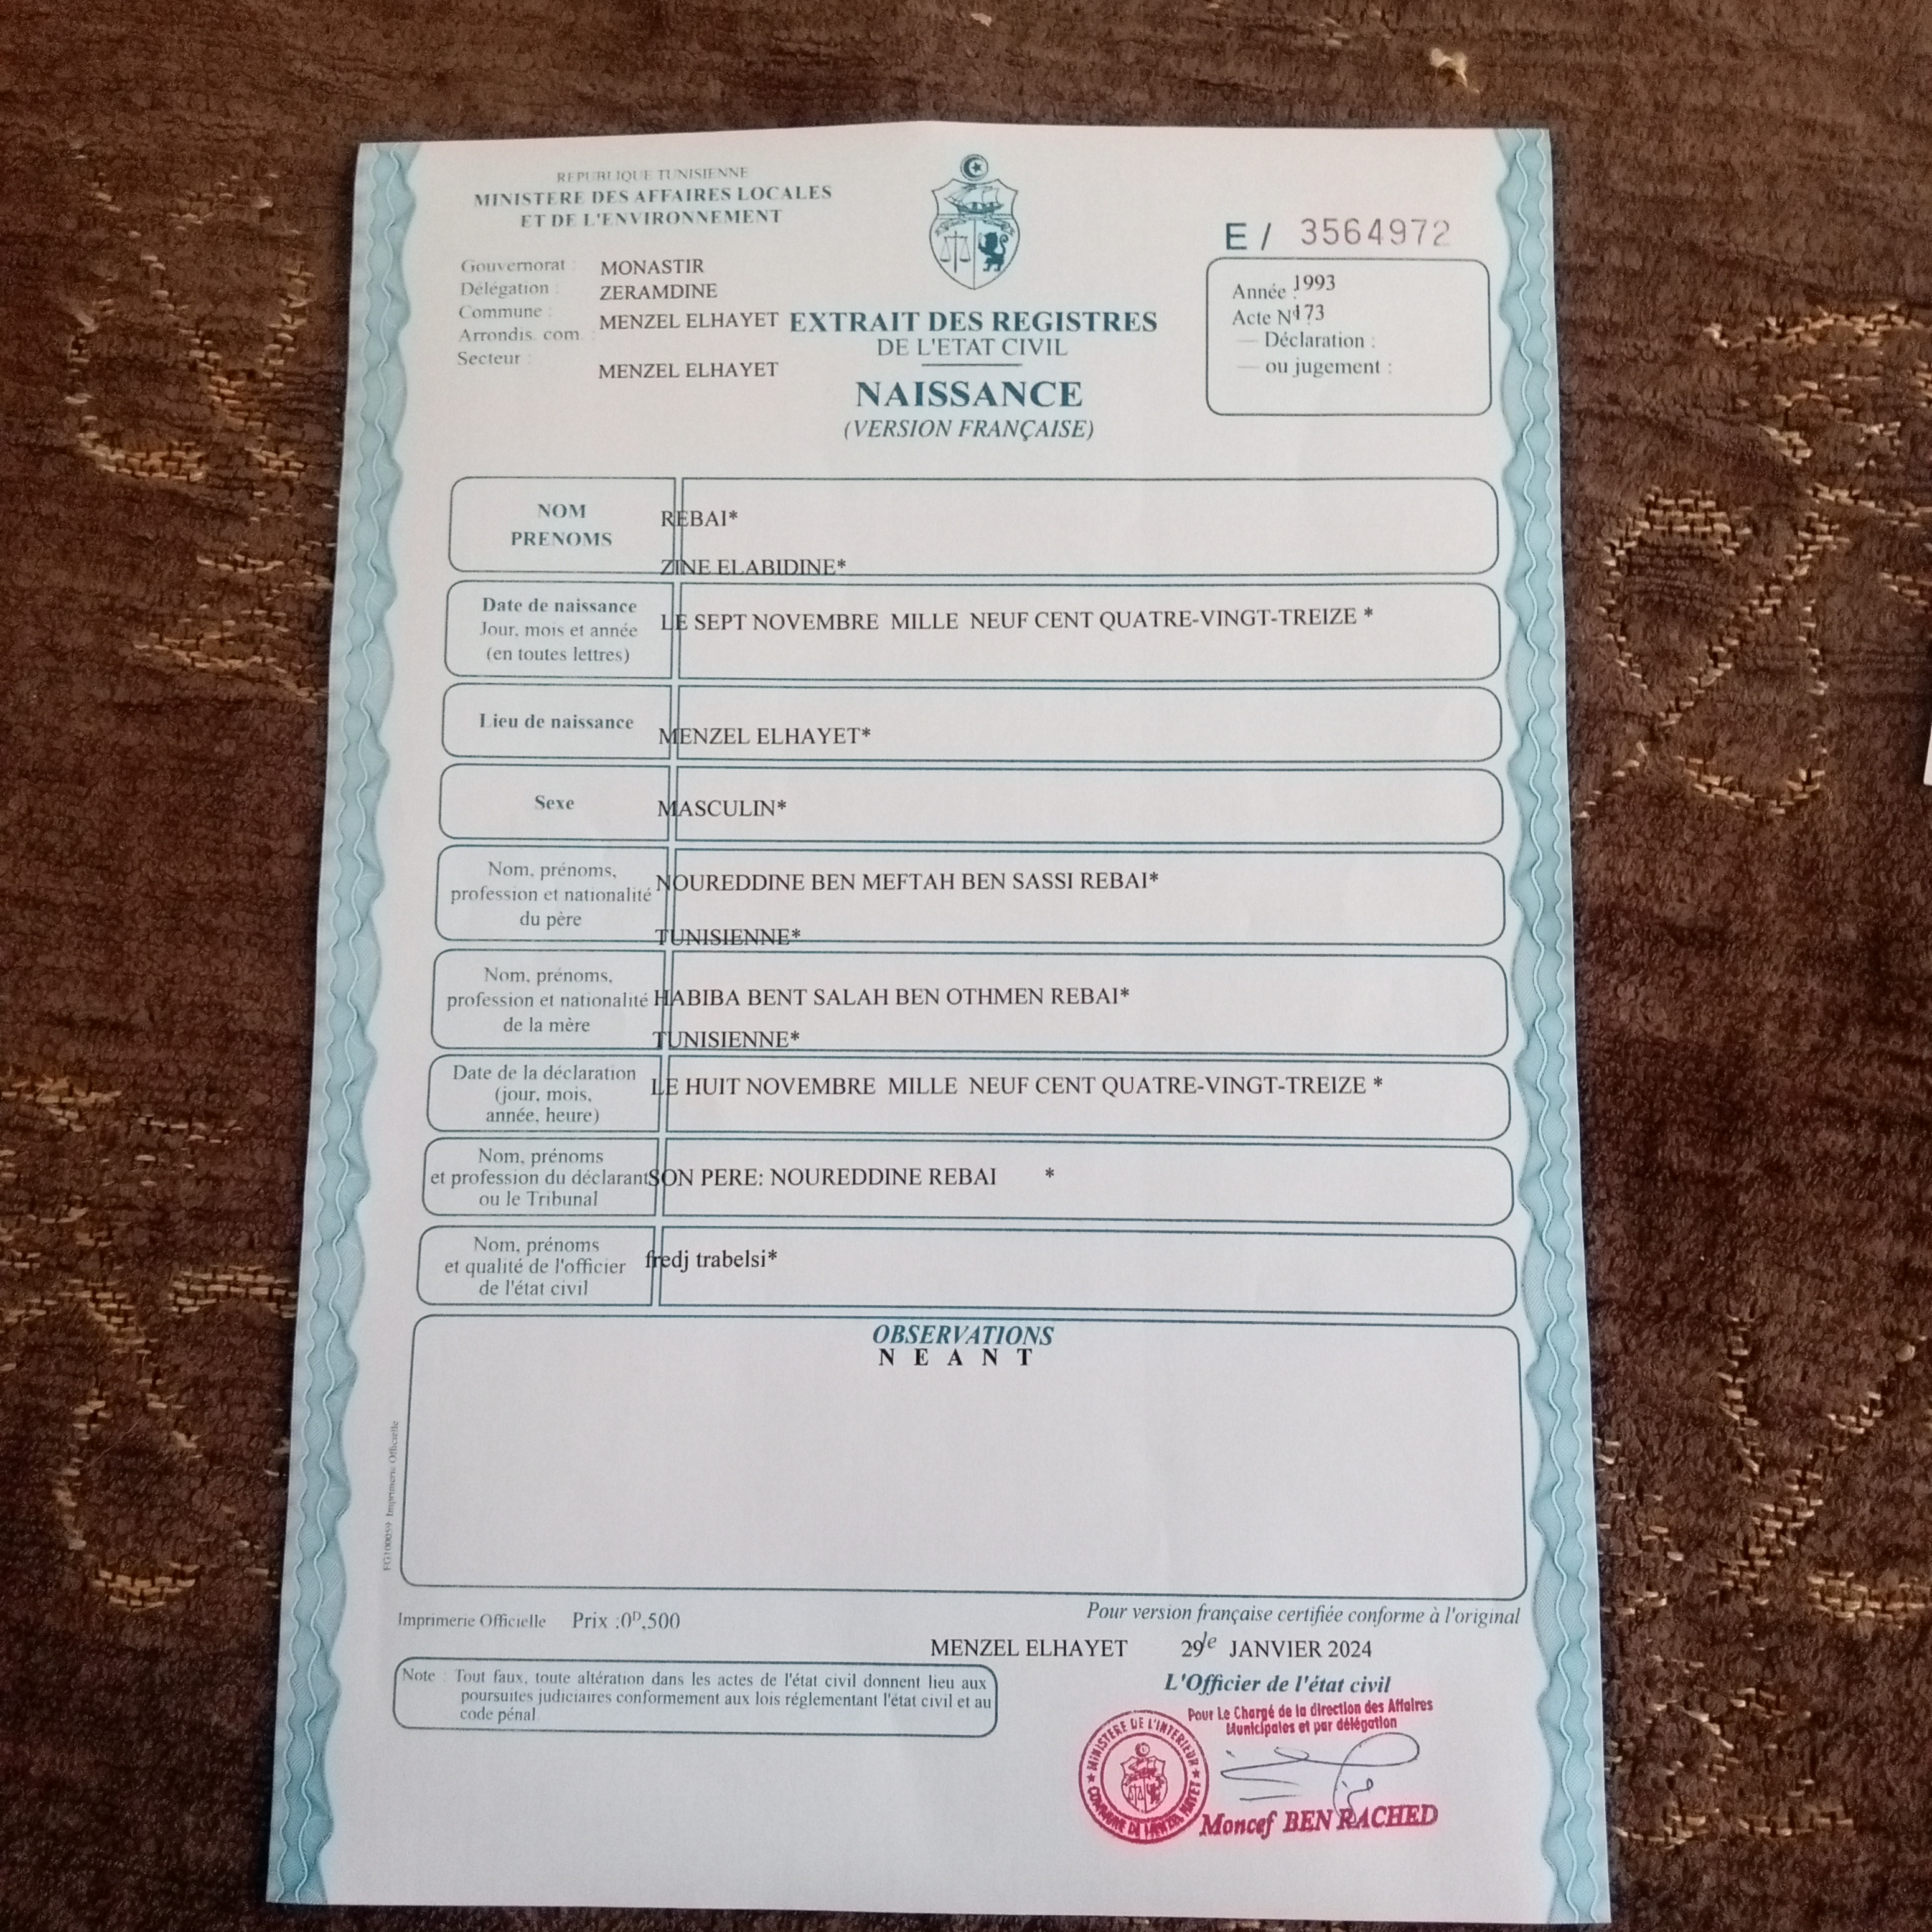 REPUBLIQUE TUNISIENNE
MINISTERE DES AFFAIRES LOCALES
ET DE L'ENVIRONNEMENT
Gouvernorat : MONASTIR
Délégation : ZERAMDINE
Commune : MENZEL ELHAYET
Arrondis. com. :
Secteur : MENZEL ELHAYET
EXTRAIT DES REGISTRES
DE L'ETAT CIVIL
NAISSANCE
(VERSION FRANÇAISE)
E / 3564972
Année : 1993
Acte N° 173
— Déclaration :
— ou jugement :
NOM REBAI*
PRENOMS ZINE ELABIDINE*
Date de naissance
Jour, mois et année
(en toutes lettres)
LE SEPT NOVEMBRE MILLE NEUF CENT QUATRE-VINGT-TREIZE *
Lieu de naissance MENZEL ELHAYET*
Sexe MASCULIN*
Nom, prénoms,
profession et nationalité
du père
NOUREDDINE BEN MEFTAH BEN SASSI REBAI*
TUNISIENNE*
Nom, prénoms,
profession et nationalité
de la mère
HABIBA BENT SALAH BEN OTHMEN REBAI*
TUNISIENNE*
Date de la déclaration
(jour, mois,
année, heure)
LE HUIT NOVEMBRE MILLE NEUF CENT QUATRE-VINGT-TREIZE *
Nom, prénoms
et profession du déclarant
ou le Tribunal
SON PERE: NOUREDDINE REBAI *
Nom, prénoms
et qualité de l'officier
de l'état civil
fredj trabelsi*
OBSERVATIONS
N E A N T
EG100059 Imprimerie Officielle
Imprimerie Officielle Prix :0ᴰ,500
Pour version française certifiée conforme à l'original
MENZEL ELHAYET le 29 JANVIER 2024
Note : Tout faux, toute altération dans les actes de l'état civil donnent lieu aux
poursuites judiciaires conformement aux lois réglementant l'état civil et au
code pénal
L'Officier de l'état civil
Pour Le Chargé de la direction des Affaires
Municipales et par délégation
MINISTERE DE L'INTERIEUR
COMMUNE DE MENZEL HAYET
Moncef BEN RACHED